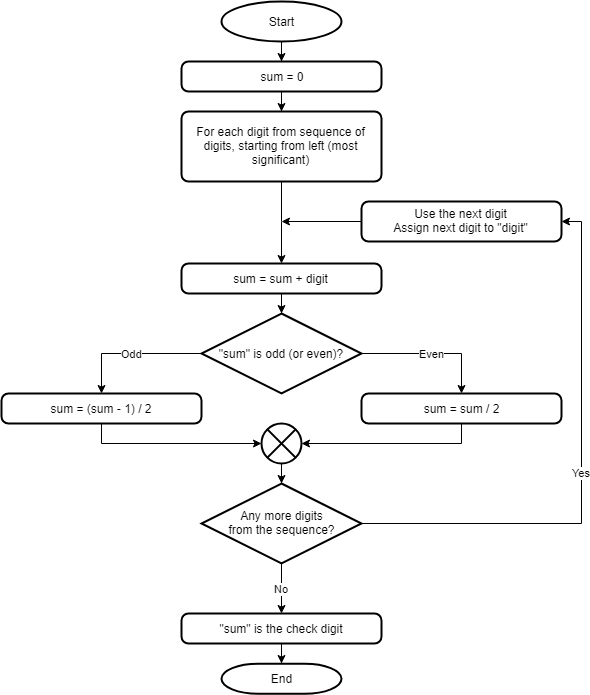 Start
sum = 0
For each digit from sequence of
digits, starting from left (most
significant)
Use the next digit
Assign next digit to "digit"
sum = sum + digit
"sum" is odd (or even)?
Odd
Even
sum = (sum - 1) / 2
sum = sum / 2
Yes
Any more digits
from the sequence?
No
"sum" is the check digit
End